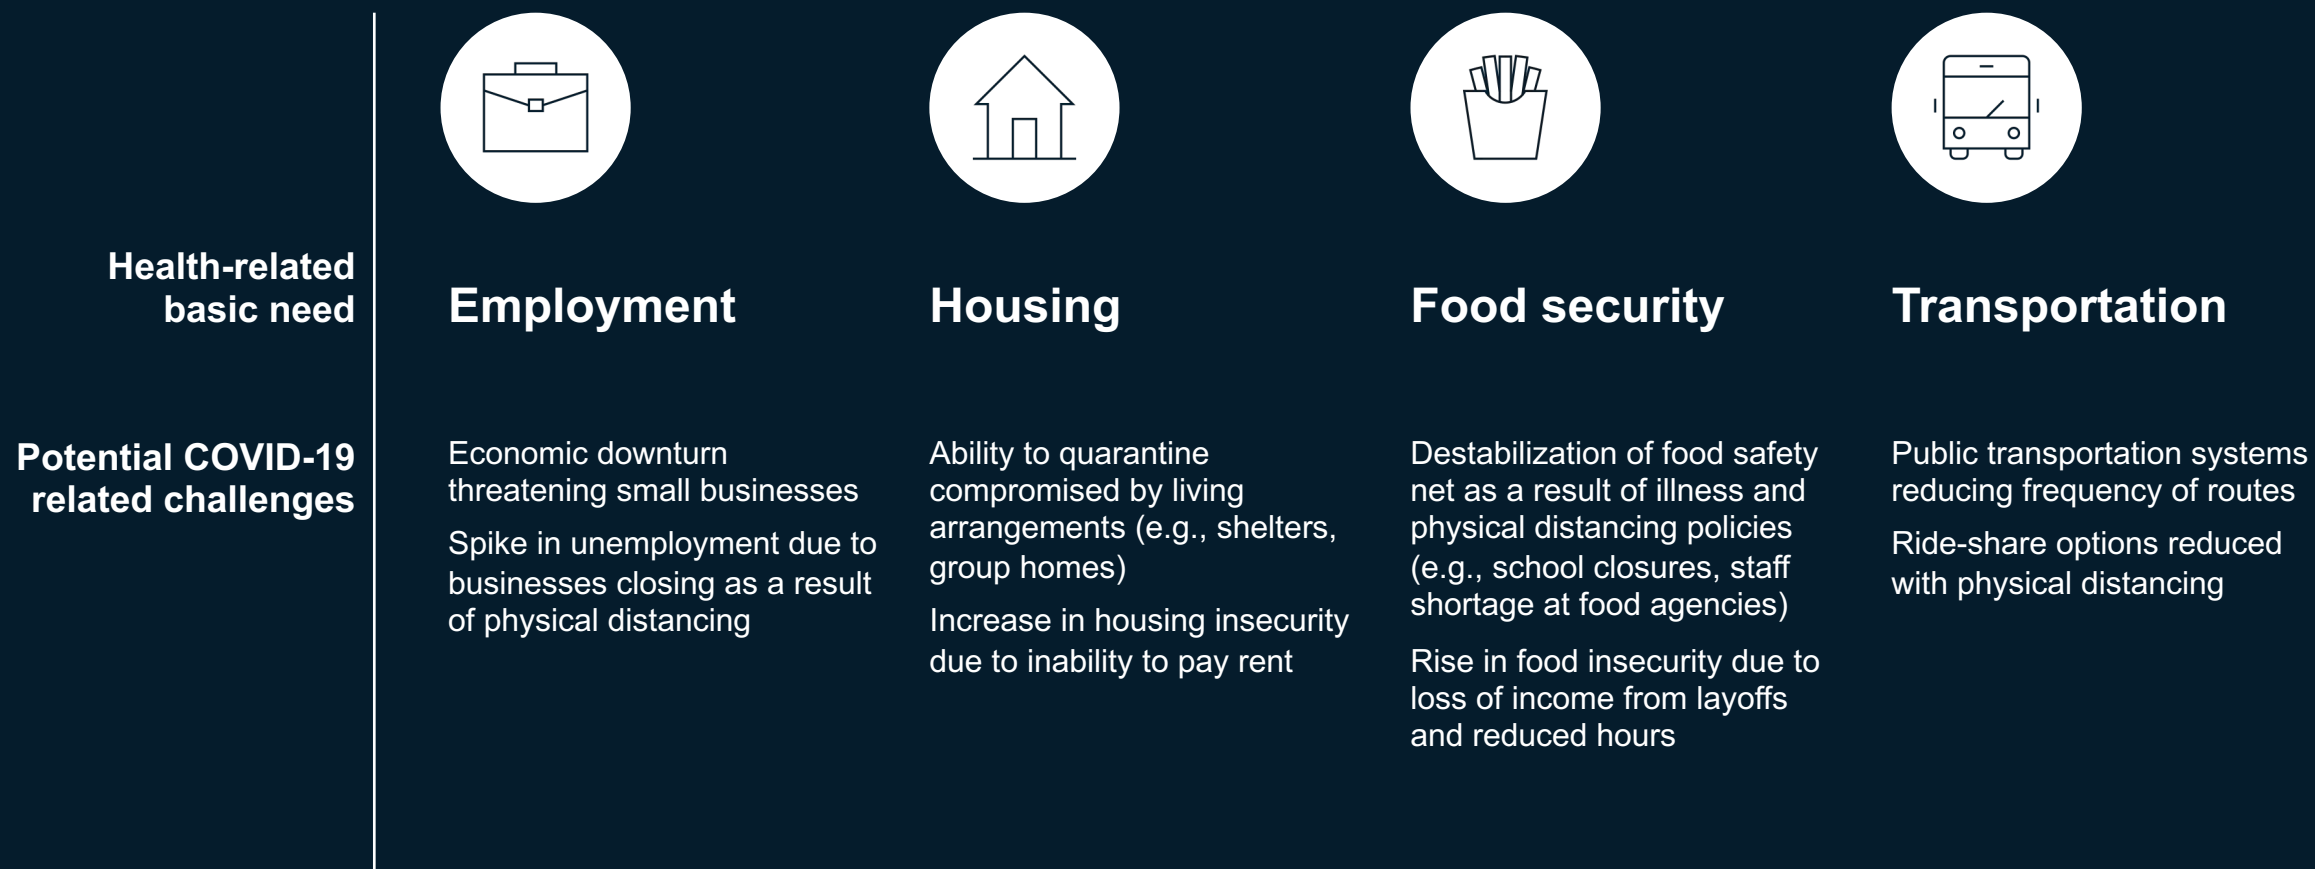 Health-related
basic need
Employment
Housing
Food security
Transportation
Potential COVID-19
related challenges
Economic downturn
threatening small businesses
Spike in unemployment due to
businesses closing as a result
of physical distancing
Ability to quarantine
compromised by living
arrangements (e.g., shelters,
group homes)
Increase in housing insecurity
due to inability to pay rent
Destabilization of food safety
net as a result of illness and
physical distancing policies
(e.g., school closures, staff
shortage at food agencies)
Rise in food insecurity due to
loss of income from layoffs
and reduced hours
Public transportation systems
reducing frequency of routes
Ride-share options reduced
with physical distancing